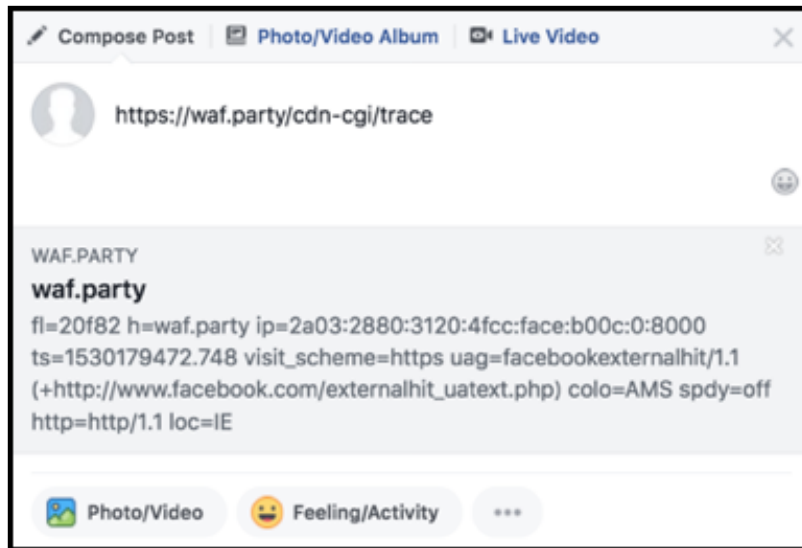 Compose Post Photo/Video Album Live Video
https://waf.party/cdn-cgi/trace
WAF.PARTY
waf.party
fl=20f82 h=waf.party ip=2a03:2880:3120:4fcc:face:b00c:0:8000
ts=1530179472.748 visit_scheme=https uag=facebookexternalhit/1.1
(+http://www.facebook.com/externalhit_uatext.php) colo=AMS spdy=off
http=http/1.1 loc=IE
Photo/Video Feeling/Activity